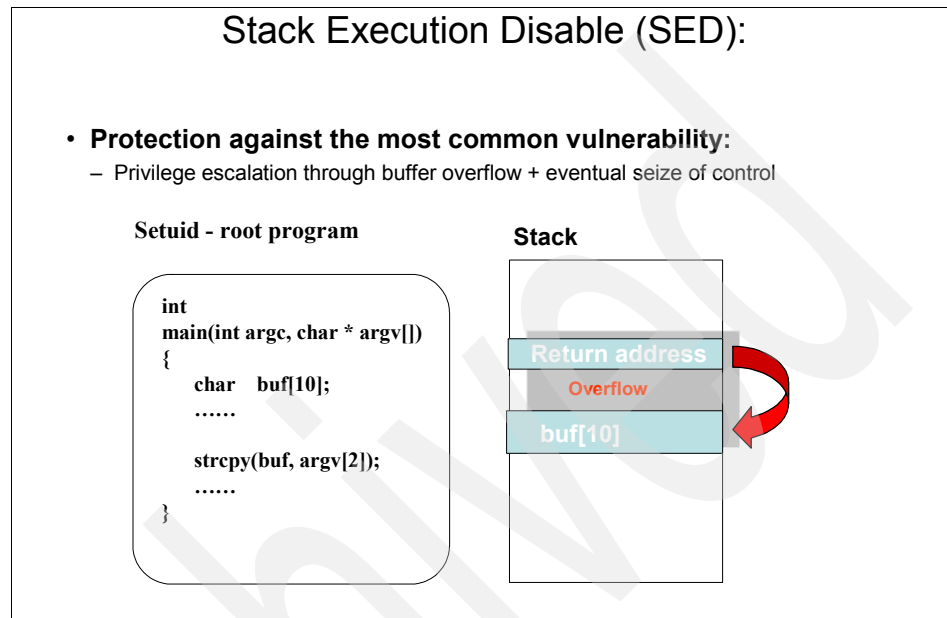 Stack Execution Disable (SED):
• Protection against the most common vulnerability:
– Privilege escalation through buffer overflow + eventual seize of control
Setuid - root program
int
main(int argc, char * argv[])
{
char buf[10];
……
strcpy(buf, argv[2]);
……
}
Stack
Return address
Overflow
buf[10]